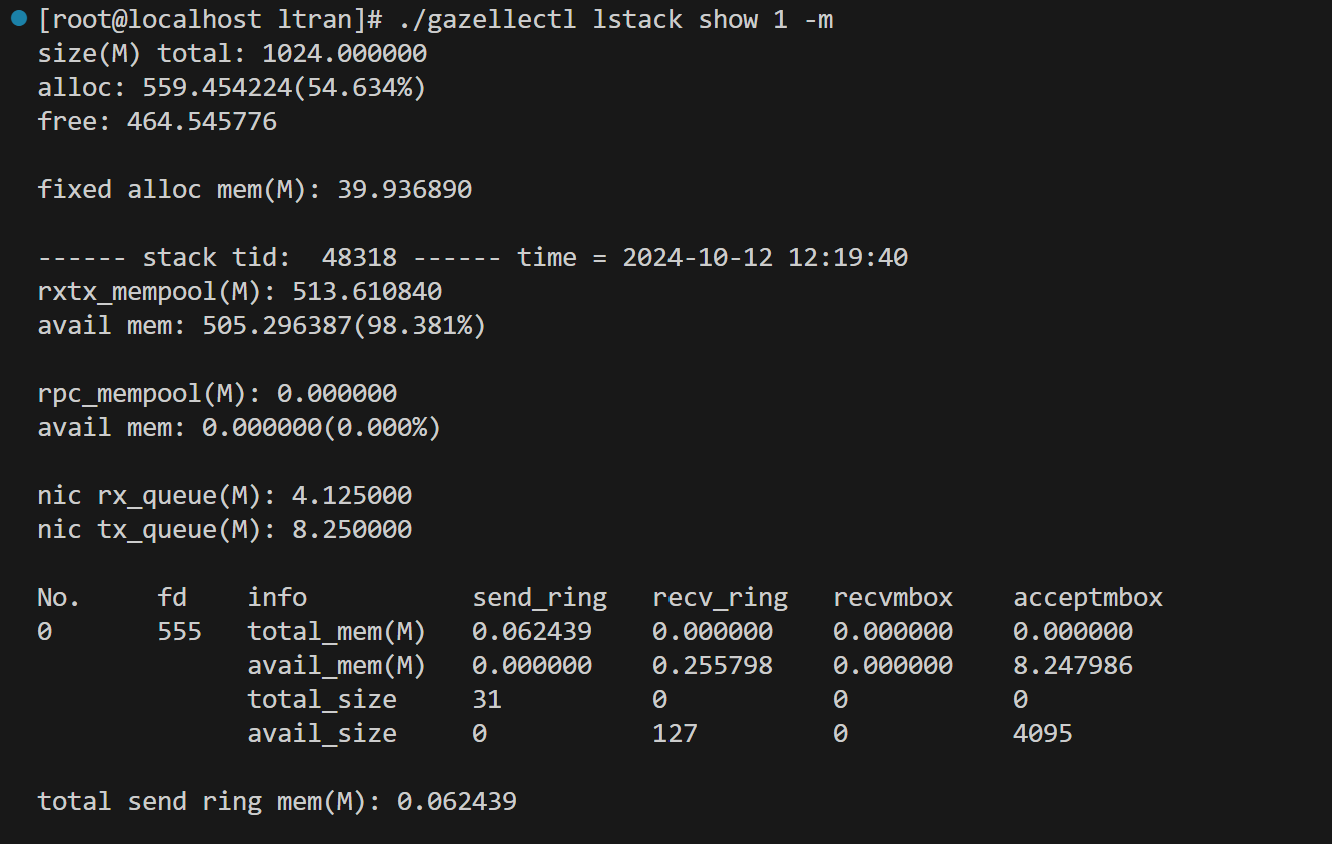 [root@localhost ltran]# ./gazellectl lstack show 1 -m
size(M) total: 1024.000000
alloc: 559.454224(54.634%)
free: 464.545776
fixed alloc mem(M): 39.936890
------ stack tid:  48318 ------ time = 2024-10-12 12:19:40
rxtx_mempool(M): 513.610840
avail mem: 505.296387(98.381%)
rpc_mempool(M): 0.000000
avail mem: 0.000000(0.000%)
nic rx_queue(M): 4.125000
nic tx_queue(M): 8.250000
No.     fd    info           send_ring   recv_ring   recvmbox    acceptmbox
0       555   total_mem(M)   0.062439    0.000000    0.000000    0.000000
              avail_mem(M)   0.000000    0.255798    0.000000    8.247986
              total_size     31          0           0           0
              avail_size     0           127         0           4095
total send ring mem(M): 0.062439